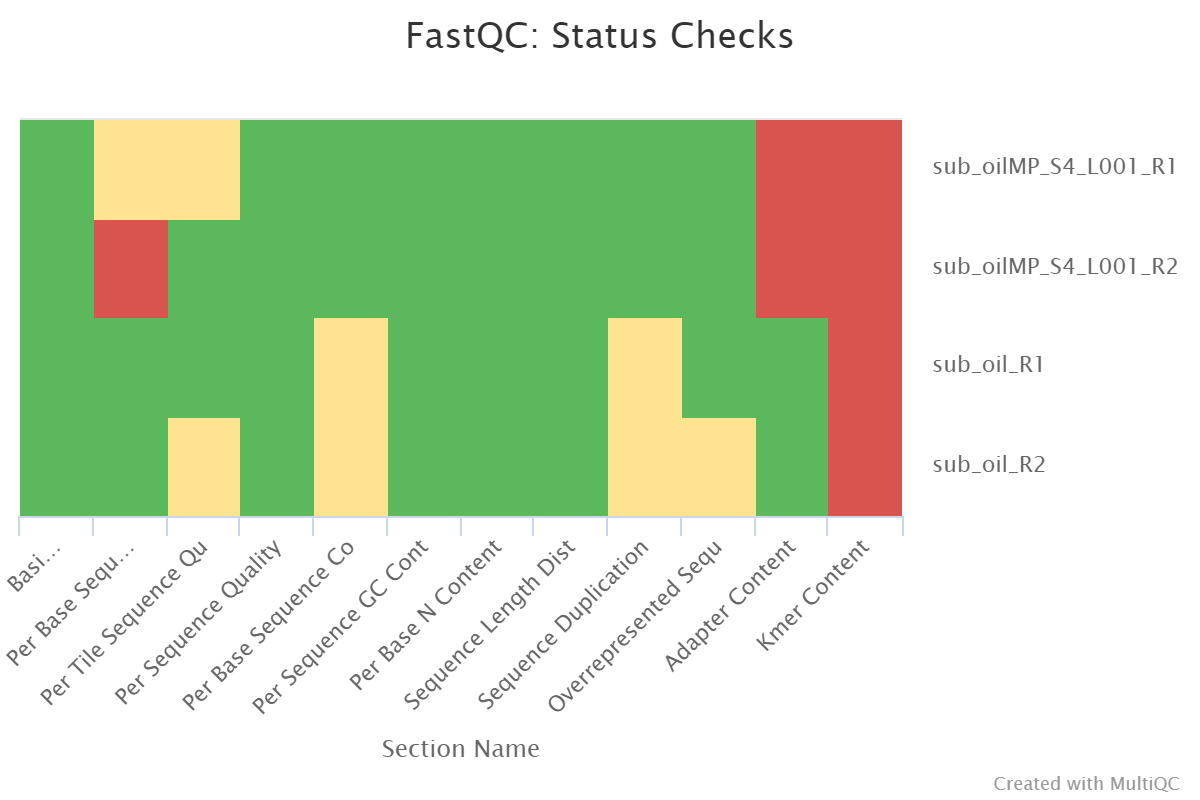 FastQC: Status Checks
sub_oilMP_S4_L001_R1
sub_oilMP_S4_L001_R2
sub_oil_R1
sub_oil_R2
Basi...
Per Base Sequ...
Per Tile Sequence Qu
Per Sequence Quality
Per Base Sequence Co
Per Sequence GC Cont
Per Base N Content
Sequence Length Dist
Sequence Duplication
Overrepresented Sequ
Adapter Content
Kmer Content
Section Name
Created with MultiQC